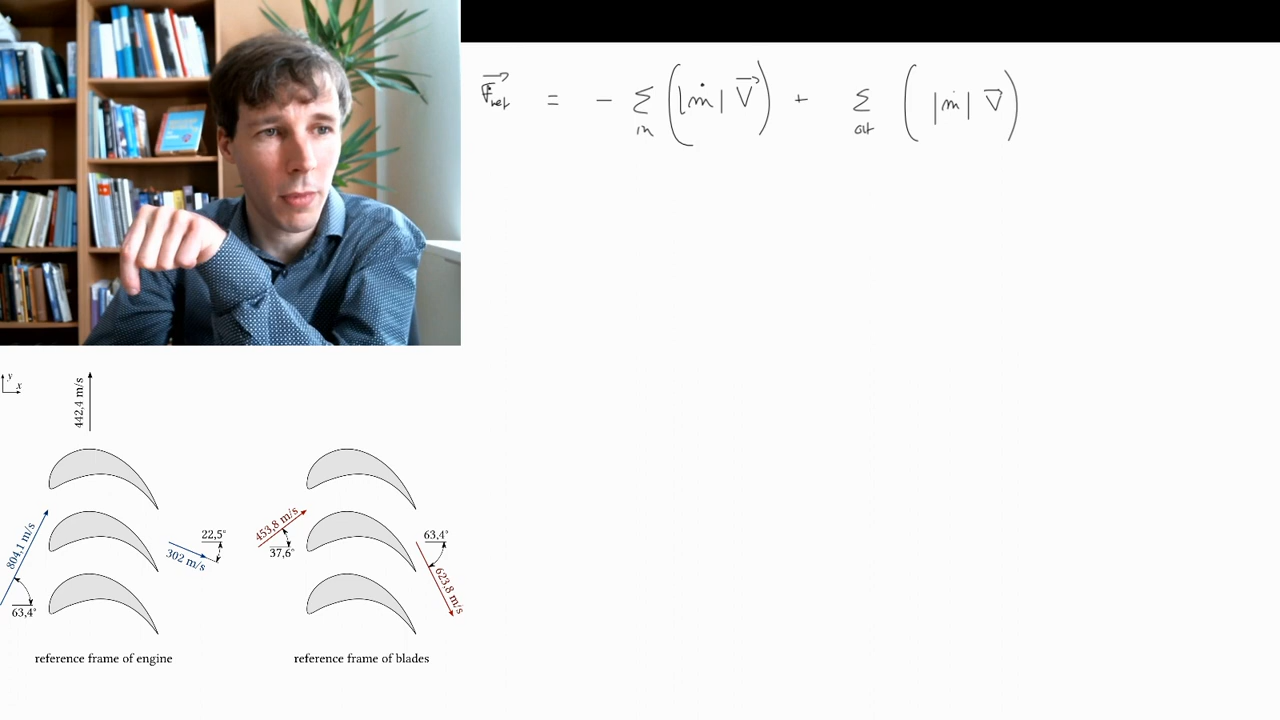 F⃗net = − Σin (|ṁ| V⃗) + Σout (|ṁ| V⃗)
y
x
442,4 m/s
804,1 m/s
63,4°
22,5°
302 m/s
453,8 m/s
37,6°
63,4°
623,8 m/s
reference frame of engine
reference frame of blades